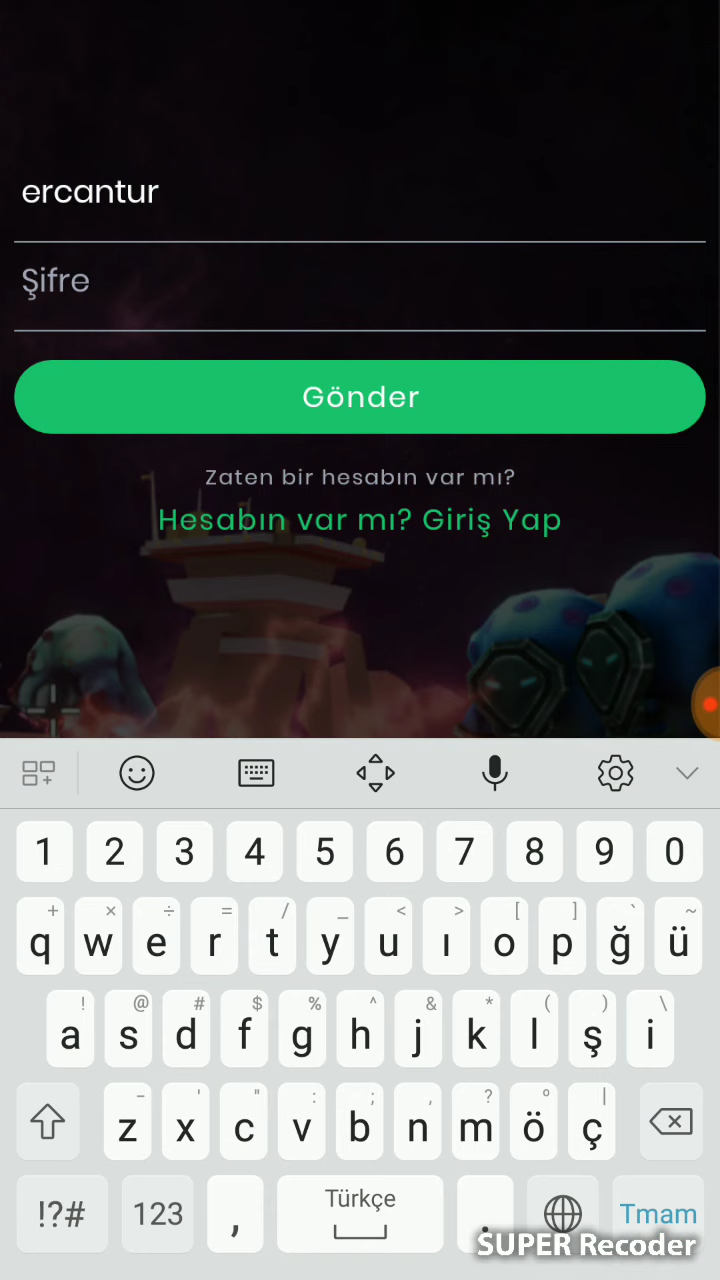 ercantur
Şifre
Gönder
Zaten bir hesabın var mı?
Hesabın var mı? Giriş Yap
1 2 3 4 5 6 7 8 9 0
+ × ÷ = / _ < > [ ] ` ~
q w e r t y u ı o p ğ ü
! @ # $ % ^ & * ( ) \
a s d f g h j k l ş i
- ' " : ; , ? º |
z x c v b n m ö ç
!?# 123 , Türkçe . Tmam
SUPER Recoder